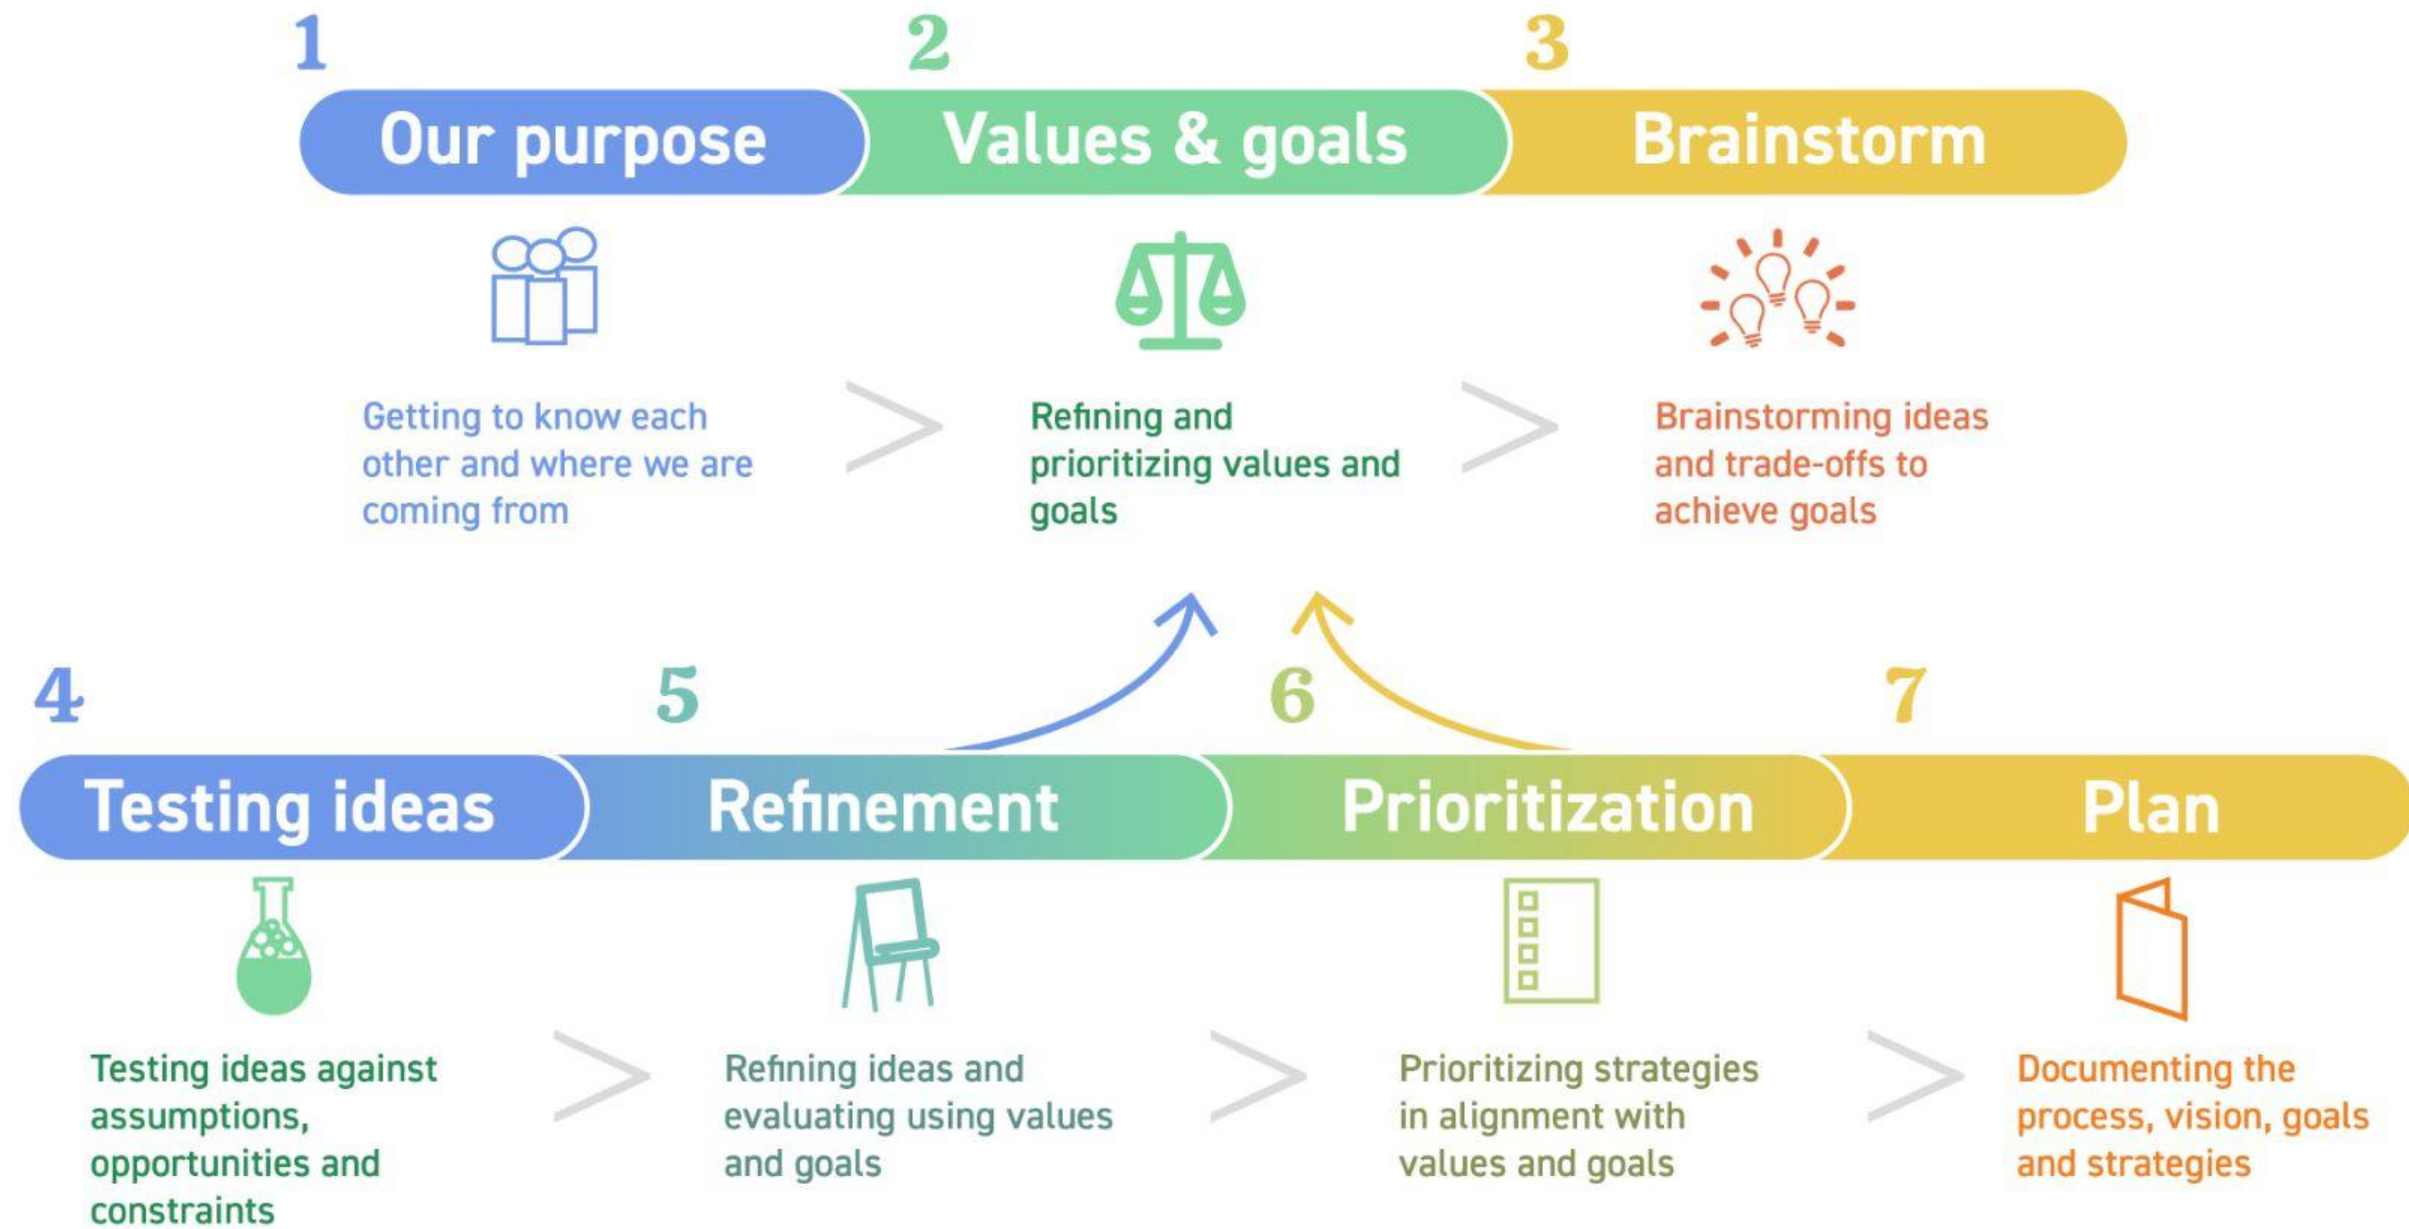 1
Our purpose
Getting to know each
other and where we are
coming from
2
Values & goals
Refining and
prioritizing values and
goals
3
Brainstorm
Brainstorming ideas
and trade-offs to
achieve goals
4
Testing ideas
Testing ideas against
assumptions,
opportunities and
constraints
5
Refinement
Refining ideas and
evaluating using values
and goals
6
Prioritization
Prioritizing strategies
in alignment with
values and goals
7
Plan
Documenting the
process, vision, goals
and strategies